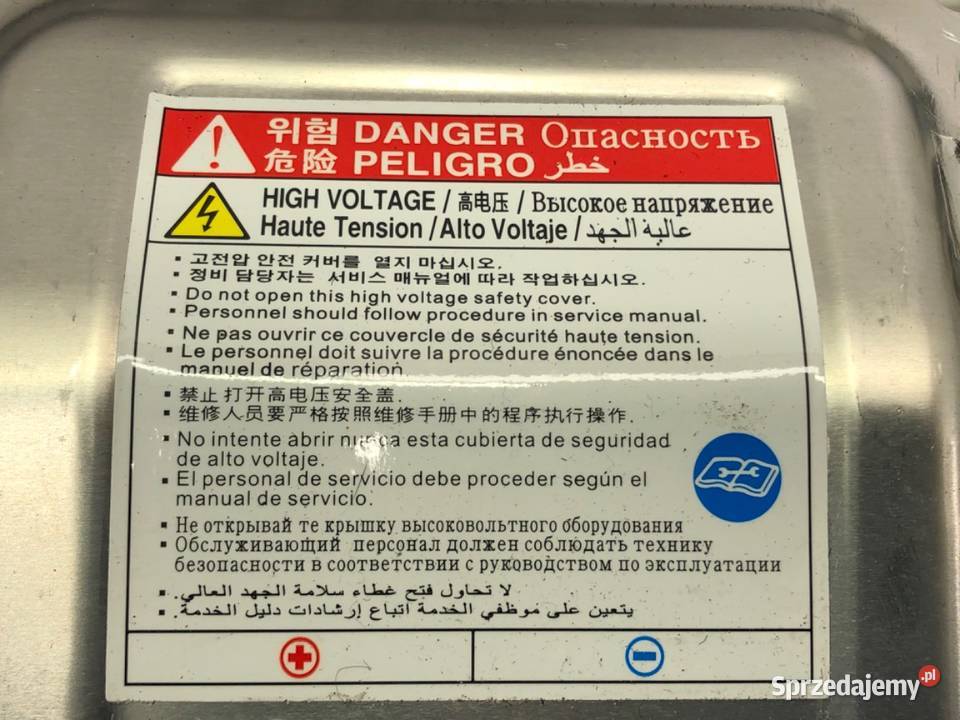 위험 DANGER Опасность
危险 PELIGRO خطر
HIGH VOLTAGE / 高电压 / Высокое напряжение
Haute Tension / Alto Voltaje / عالية الجهد
▪ 고전압 안전 커버를 열지 마십시오.
▪ 정비 담당자는 서비스 매뉴얼에 따라 작업하십시오.
▪ Do not open this high voltage safety cover.
▪ Personnel should follow procedure in service manual.
▪ Ne pas ouvrir ce couvercle de sécurité haute tension.
▪ Le personnel doit suivre la procédure énoncée dans le
manuel de réparation.
▪ 禁止 打开高电压安全盖.
▪ 维修人员要严格按照维修手册中的程序执行操作.
▪ No intente abrir nunca esta cubierta de seguridad
de alto voltaje.
▪ El personal de servicio debe proceder según el
manual de servicio.
▪ Не открывай те крышку высоковольтного оборудования
▪ Обслуживающий персонал должен соблюдать технику
безопасности в соответствии с руководством по эксплуатации
▪ لا تحاول فتح غطاء سلامة الجهد العالي.
▪ يتعين على موظفي الخدمة اتباع إرشادات دليل الخدمة.
Sprzedajemy.pl